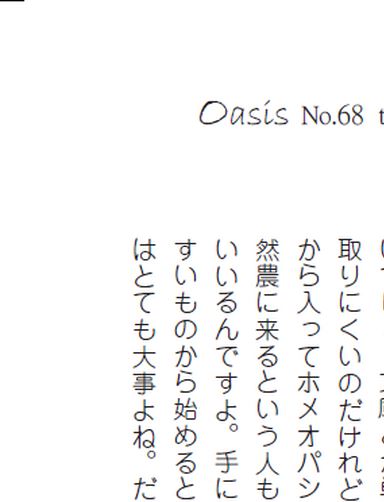 Oasis No.68
取りにくいのだけれど
から入ってホメオパシ
然農に来るという人も
いいるんですよ。手に
すいものから始めると
はとても大事よね。だ